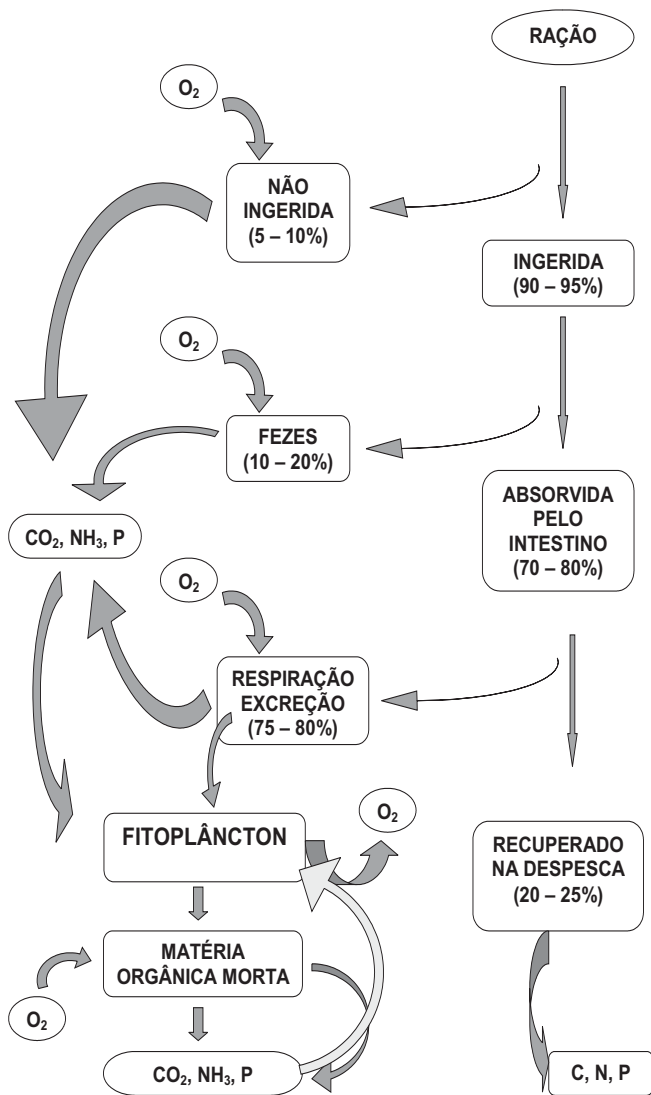 RAÇÃO
O₂
NÃO
INGERIDA
(5 – 10%)
INGERIDA
(90 – 95%)
O₂
FEZES
(10 – 20%)
ABSORVIDA
PELO
INTESTINO
(70 – 80%)
CO₂, NH₃, P
O₂
RESPIRAÇÃO
EXCREÇÃO
(75 – 80%)
FITOPLÂNCTON
O₂
RECUPERADO
NA DESPESCA
(20 – 25%)
MATÉRIA
ORGÂNICA MORTA
O₂
CO₂, NH₃, P
C, N, P